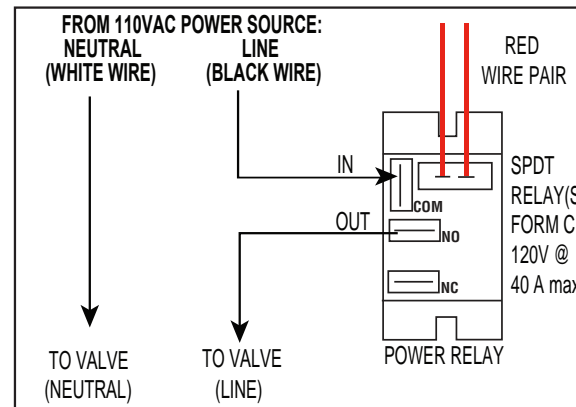 FROM 110VAC POWER SOURCE:
NEUTRAL
(WHITE WIRE)
LINE
(BLACK WIRE)
RED
WIRE PAIR
IN
COM
OUT
NO
NC
SPDT
RELAY(S
FORM C
120V @
40 A max
POWER RELAY
TO VALVE
(NEUTRAL)
TO VALVE
(LINE)